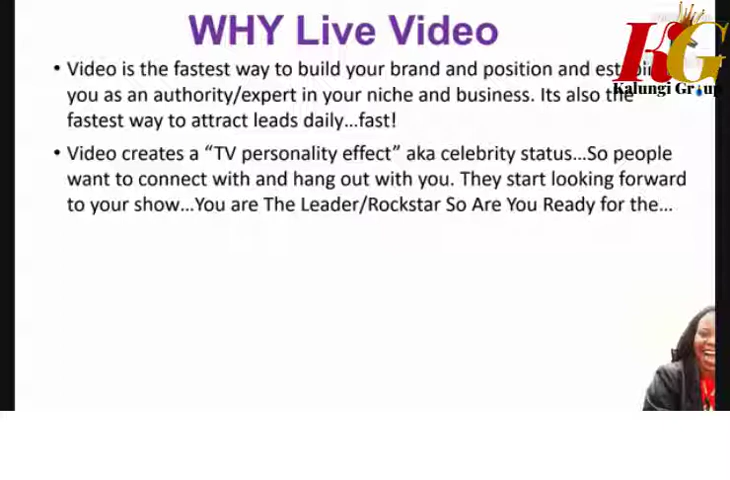 WHY Live Video
• Video is the fastest way to build your brand and position and
you as an authority/expert in your niche and business. Its also the
fastest way to attract leads daily...fast!
• Video creates a “TV personality effect” aka celebrity status...So people
want to connect with and hang out with you. They start looking forward
to your show...You are The Leader/Rockstar So Are You Ready for the...
KG
Kalungi Group